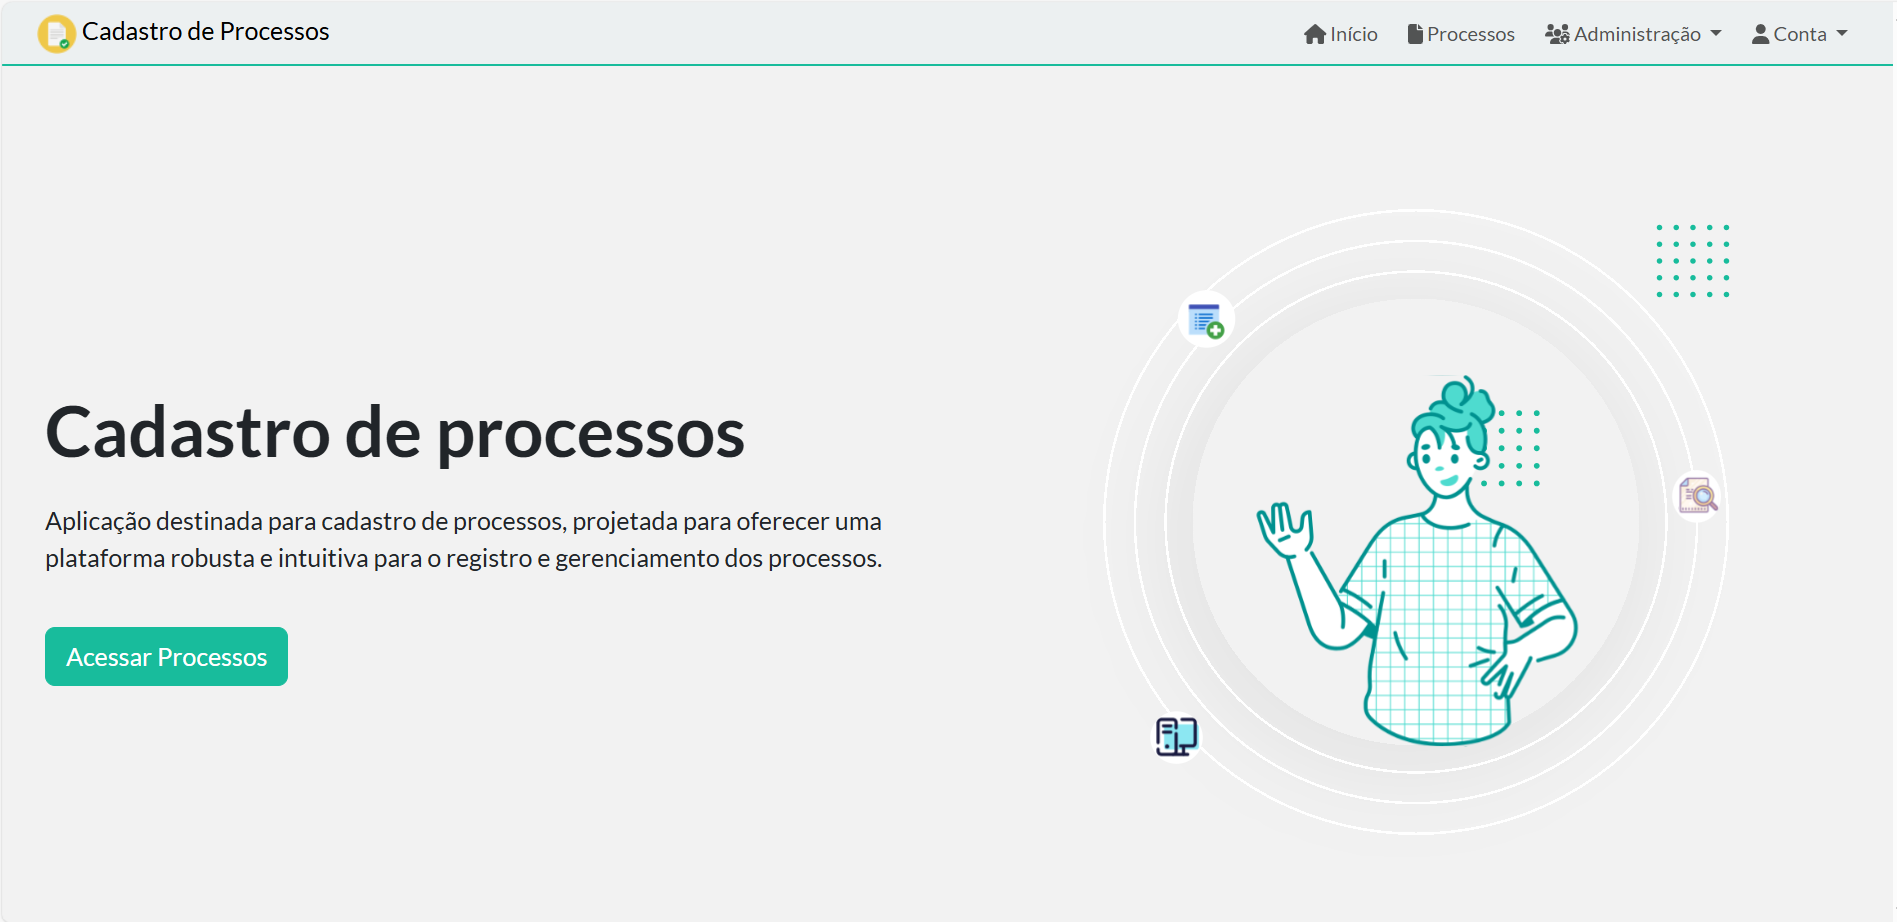 Cadastro de Processos
Início
Processos
Administração
Conta
Cadastro de processos
Aplicação destinada para cadastro de processos, projetada para oferecer uma
plataforma robusta e intuitiva para o registro e gerenciamento dos processos.
Acessar Processos